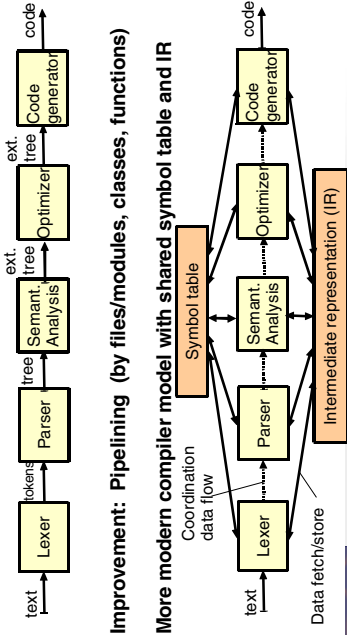 text
Lexer
tokens
Parser
tree
Semant.
Analysis
ext.
tree
Optimizer
ext.
tree
Code
generator
code
Improvement: Pipelining (by files/modules, classes, functions)
More modern compiler model with shared symbol table and IR
Symbol table
Coordination
data flow
text
Lexer
Parser
Semant.
Analysis
Optimizer
Code
generator
code
Data fetch/store
Intermediate representation (IR)